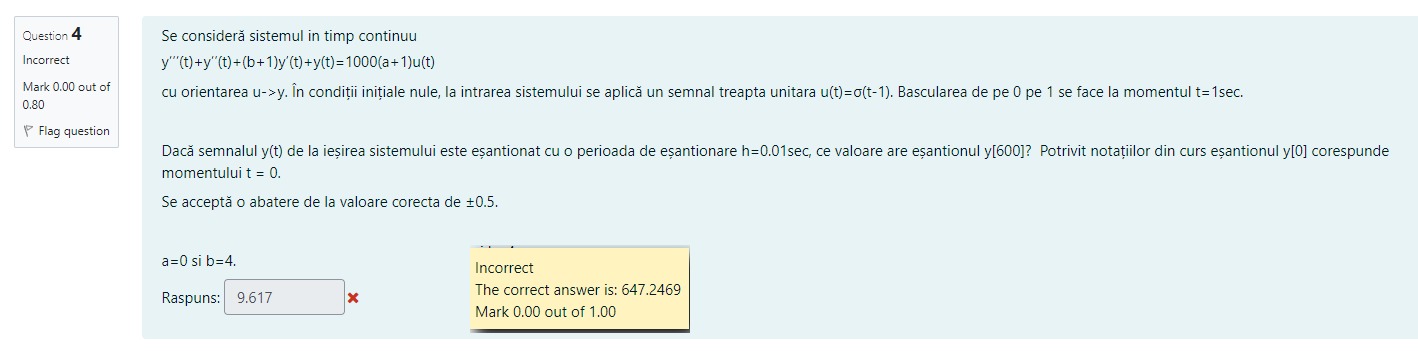 Question 4
Incorrect
Mark 0.00 out of
0.80
Flag question
Se consideră sistemul in timp continuu
y'''(t)+y''(t)+(b+1)y'(t)+y(t)=1000(a+1)u(t)
cu orientarea u->y. În condiții inițiale nule, la intrarea sistemului se aplică un semnal treapta unitara u(t)=σ(t-1). Bascularea de pe 0 pe 1 se face la momentul t=1sec.
Dacă semnalul y(t) de la ieșirea sistemului este eșantionat cu o perioada de eșantionare h=0.01sec, ce valoare are eșantionul y[600]? Potrivit notațiilor din curs eșantionul y[0] corespunde
momentului t = 0.
Se acceptă o abatere de la valoare corecta de ±0.5.
a=0 si b=4.
Raspuns: 9.617
Incorrect
The correct answer is: 647.2469
Mark 0.00 out of 1.00